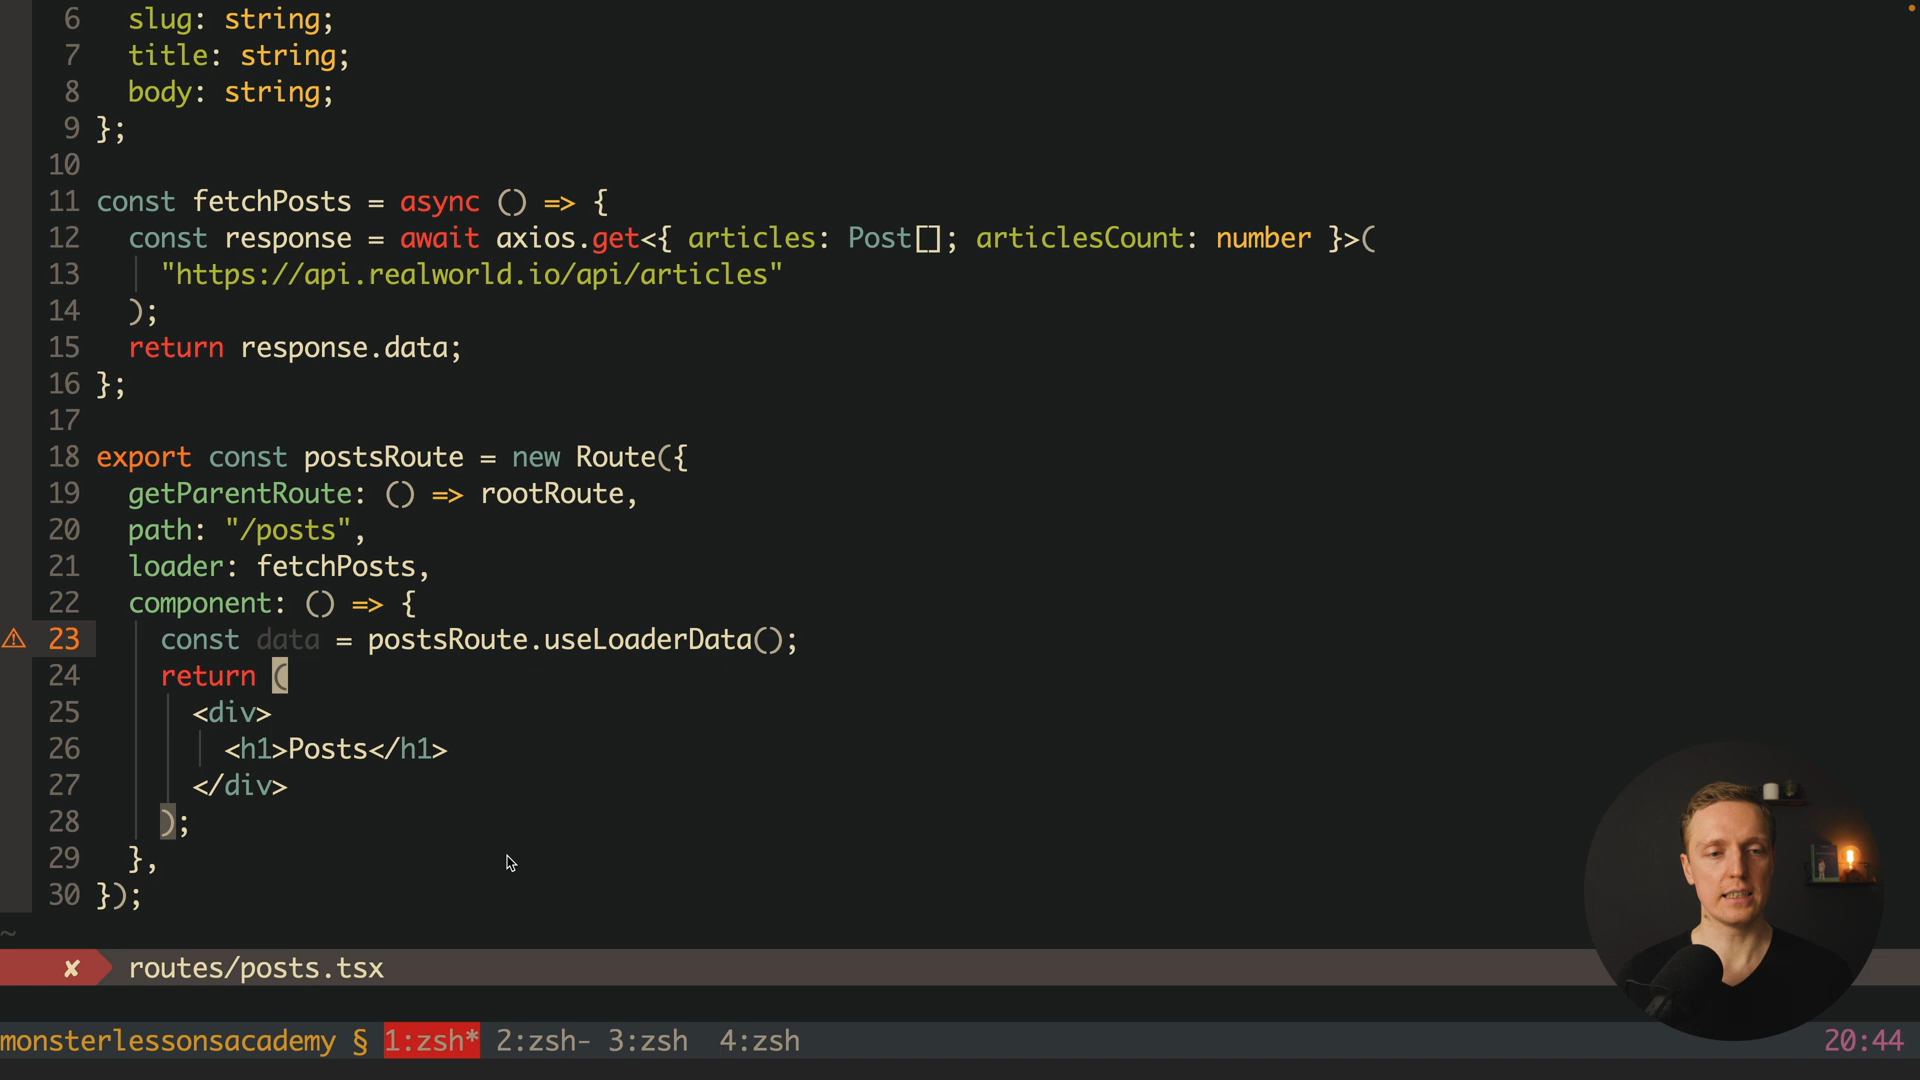 6 slug: string;
7 title: string;
8 body: string;
9 };
10
11 const fetchPosts = async () => {
12 const response = await axios.get<{ articles: Post[]; articlesCount: number }>(
13 "https://api.realworld.io/api/articles"
14 );
15 return response.data;
16 };
17
18 export const postsRoute = new Route({
19 getParentRoute: () => rootRoute,
20 path: "/posts",
21 loader: fetchPosts,
22 component: () => {
23 const data = postsRoute.useLoaderData();
24 return (
25 <div>
26 <h1>Posts</h1>
27 </div>
28 );
29 },
30 });
~
✘ routes/posts.tsx
monsterlessonsacademy § 1:zsh* 2:zsh- 3:zsh 4:zsh 20:44